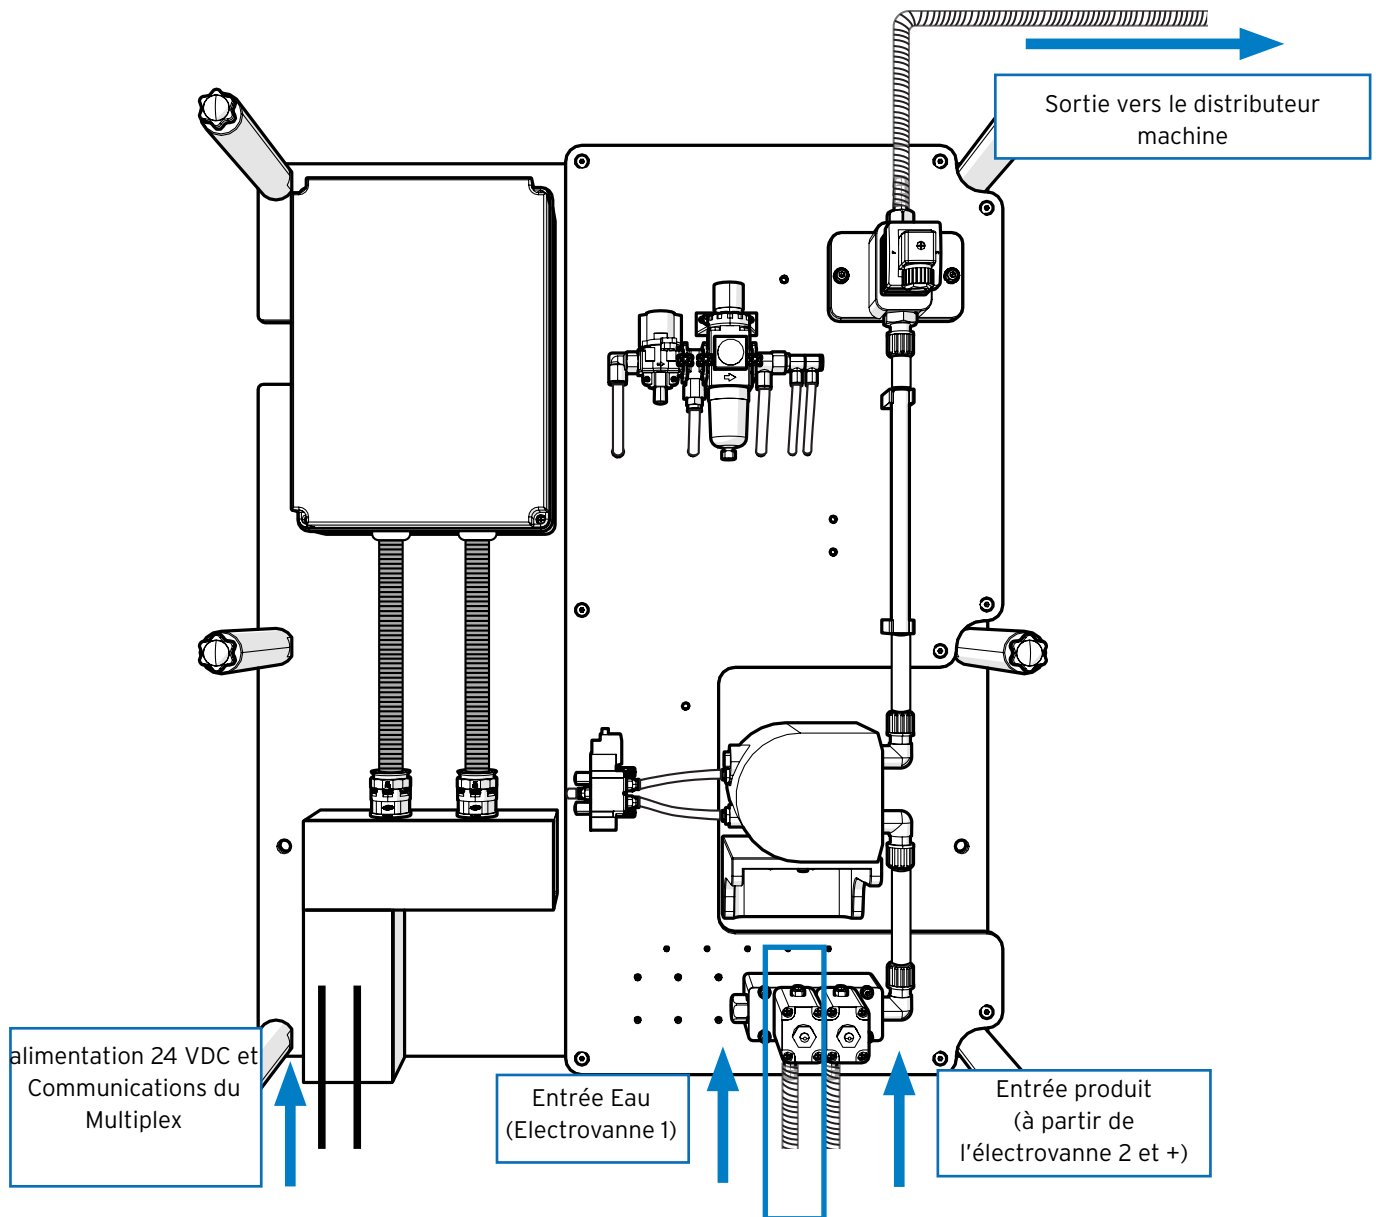 Sortie vers le distributeur
machine
alimentation 24 VDC et
Communications du
Multiplex
Entrée Eau
(Electrovanne 1)
Entrée produit
(à partir de
l'électrovanne 2 et +)